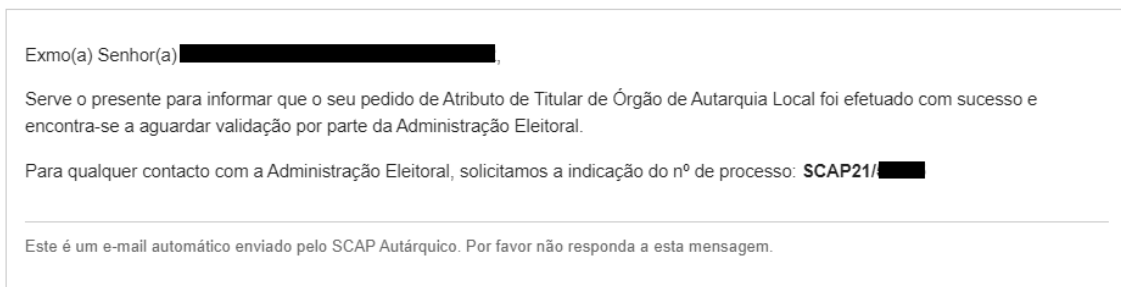 Exmo(a) Senhor(a) ,
Serve o presente para informar que o seu pedido de Atributo de Titular de Órgão de Autarquia Local foi efetuado com sucesso e
encontra-se a aguardar validação por parte da Administração Eleitoral.
Para qualquer contacto com a Administração Eleitoral, solicitamos a indicação do nº de processo: SCAP21/
Este é um e-mail automático enviado pelo SCAP Autárquico. Por favor não responda a esta mensagem.